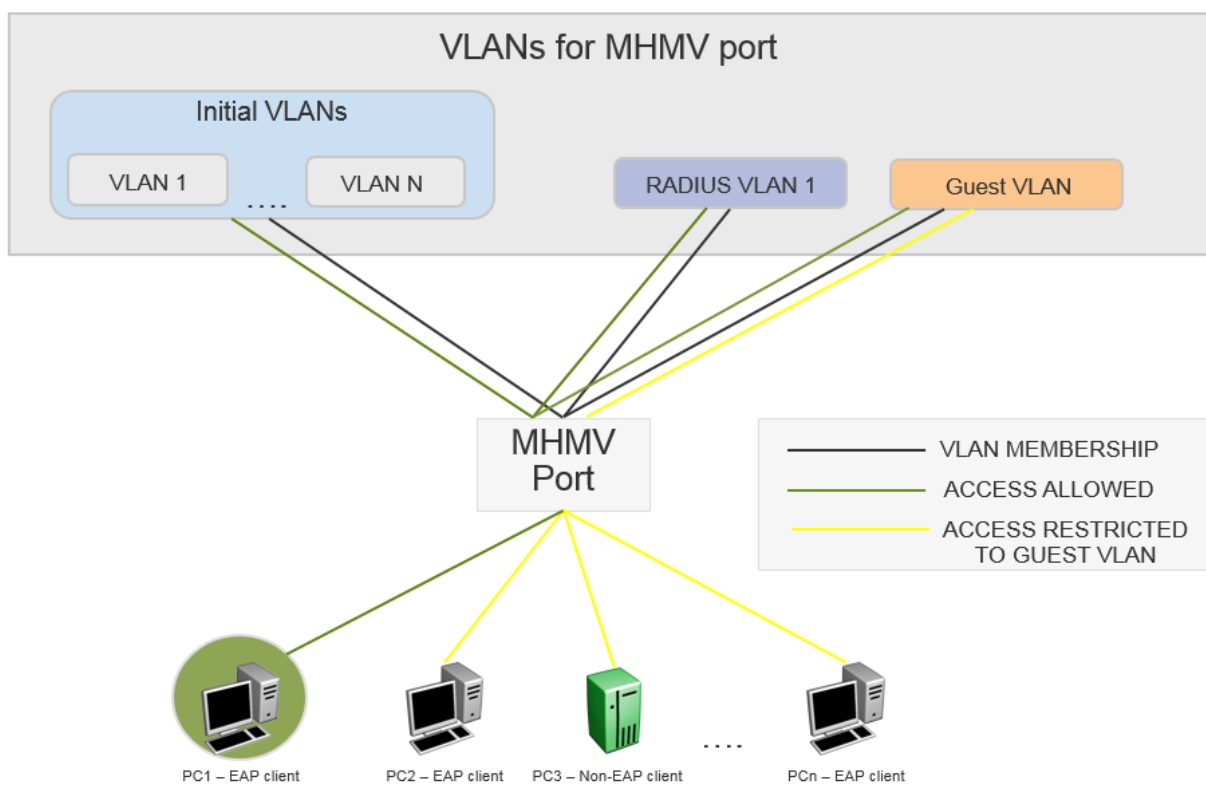 VLANs for MHMV port
Initial VLANs
VLAN 1
....
VLAN N
RADIUS VLAN 1
Guest VLAN
MHMV
Port
VLAN MEMBERSHIP
ACCESS ALLOWED
ACCESS RESTRICTED
TO GUEST VLAN
....
PC1 – EAP client
PC2 – EAP client
PC3 – Non-EAP client
PCn – EAP client